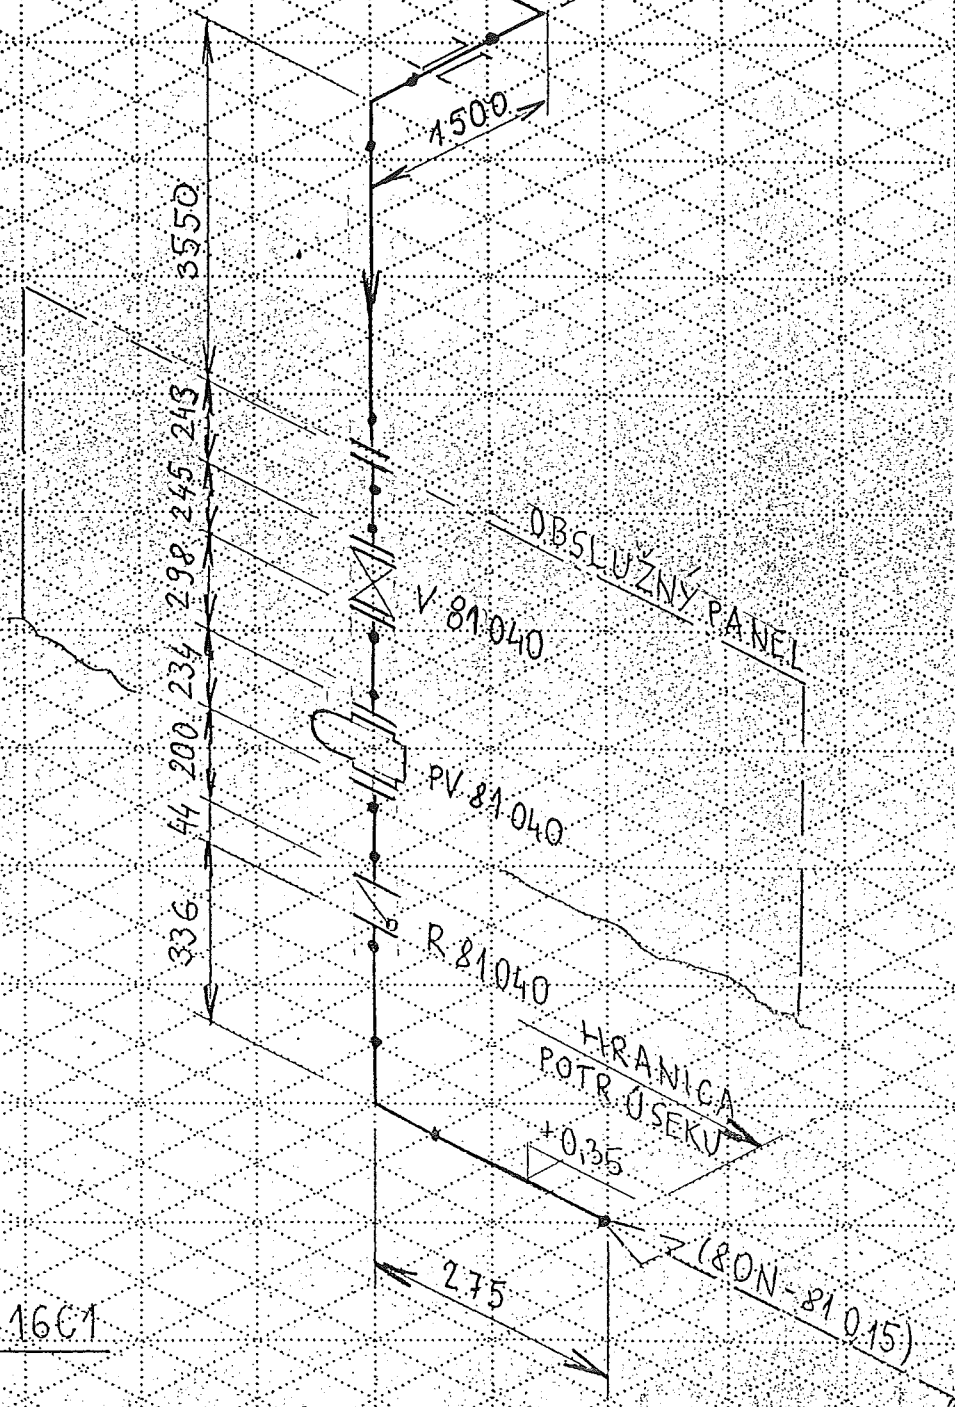 1500
3550
243
245
298
234
200
44
336
OBSLUŽNÝ PANEL
V 81 040
PV 81 040
R 81 040
HRANICA
POTR. ÚSEKU
+0,35
275
(80N-81 015)
16C1